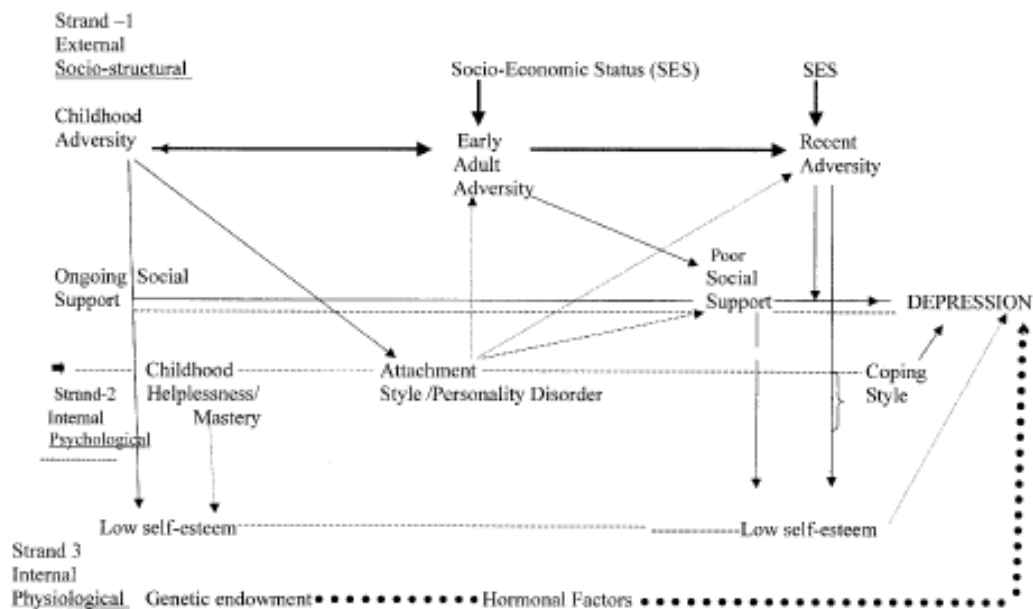 Strand –1
External
Socio-structural
Socio-Economic Status (SES)
SES
Childhood
Adversity
Early
Adult
Adversity
Recent
Adversity
Ongoing Social
Support
Poor
Social
Support
DEPRESSION
Childhood
Helplessness/
Mastery
Attachment
Style /Personality Disorder
Coping
Style
Strand-2
Internal
Psychological
Low self-esteem
Low self-esteem
Strand 3
Internal
Physiological
Genetic endowment
Hormonal Factors